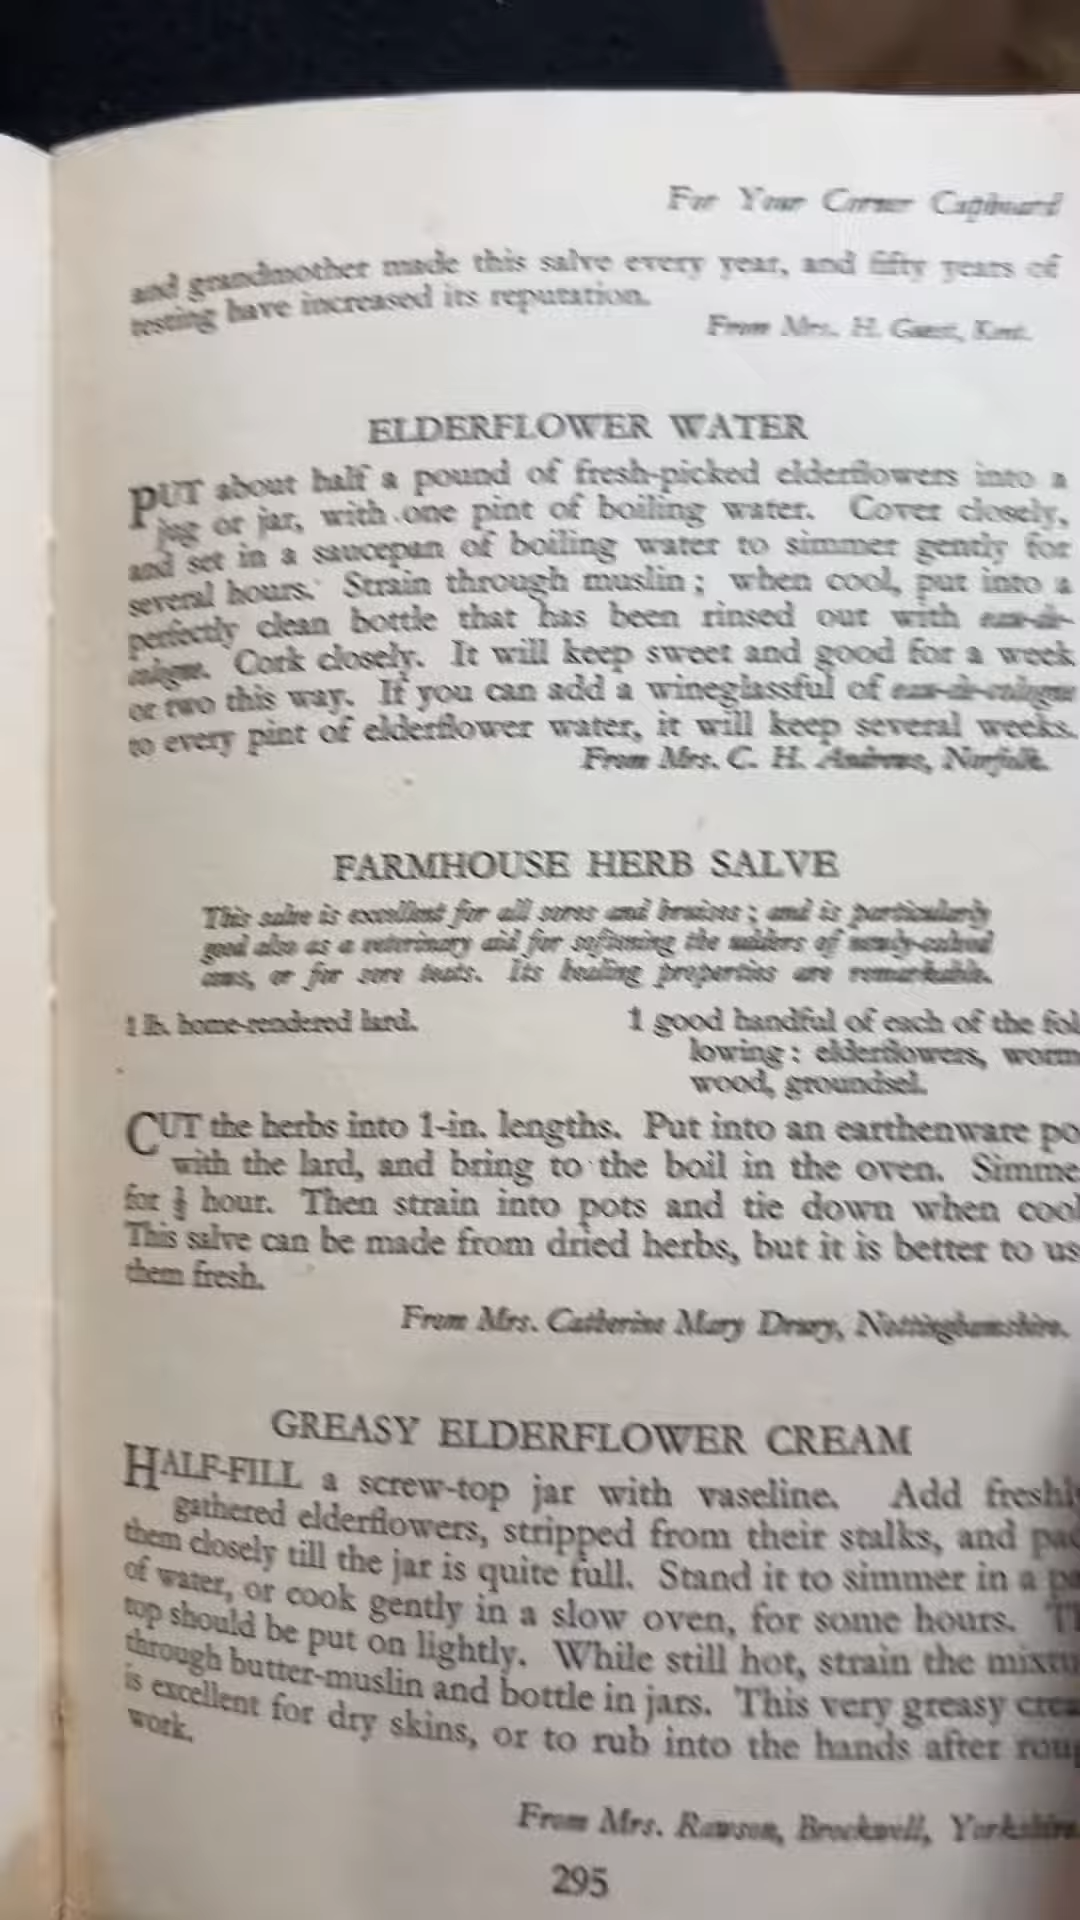 For Your Corner Cupboard
and grandmother made this salve every year, and fifty years of
testing have increased its reputation.
From Mrs. H. Guest, Kent.
ELDERFLOWER WATER
PUT about half a pound of fresh-picked elderflowers into a
jug or jar, with one pint of boiling water. Cover closely,
and set in a saucepan of boiling water to simmer gently for
several hours. Strain through muslin ; when cool, put into a
perfectly clean bottle that has been rinsed out with eau-de-
cologne. Cork closely. It will keep sweet and good for a week
or two this way. If you can add a wineglassful of eau-de-cologne
to every pint of elderflower water, it will keep several weeks.
From Mrs. C. H. Andrews, Norfolk.
FARMHOUSE HERB SALVE
This salve is excellent for all sores and bruises ; and is particularly
good also as a veterinary aid for softening the udders of newly-calved
cows, or for sore teats. Its healing properties are remarkable.
1 lb. home-rendered lard.
1 good handful of each of the fol
lowing : elderflowers, worm
wood, groundsel.
CUT the herbs into 1-in. lengths. Put into an earthenware po
with the lard, and bring to the boil in the oven. Simme
for ½ hour. Then strain into pots and tie down when cool
This salve can be made from dried herbs, but it is better to us
them fresh.
From Mrs. Catherine Mary Drury, Nottinghamshire.
GREASY ELDERFLOWER CREAM
HALF-FILL a screw-top jar with vaseline. Add freshly
gathered elderflowers, stripped from their stalks, and pac
them closely till the jar is quite full. Stand it to simmer in a pa
of water, or cook gently in a slow oven, for some hours. Th
top should be put on lightly. While still hot, strain the mixtu
through butter-muslin and bottle in jars. This very greasy crea
is excellent for dry skins, or to rub into the hands after roug
work.
From Mrs. Rawson, Brockwell, Yorkshire
295